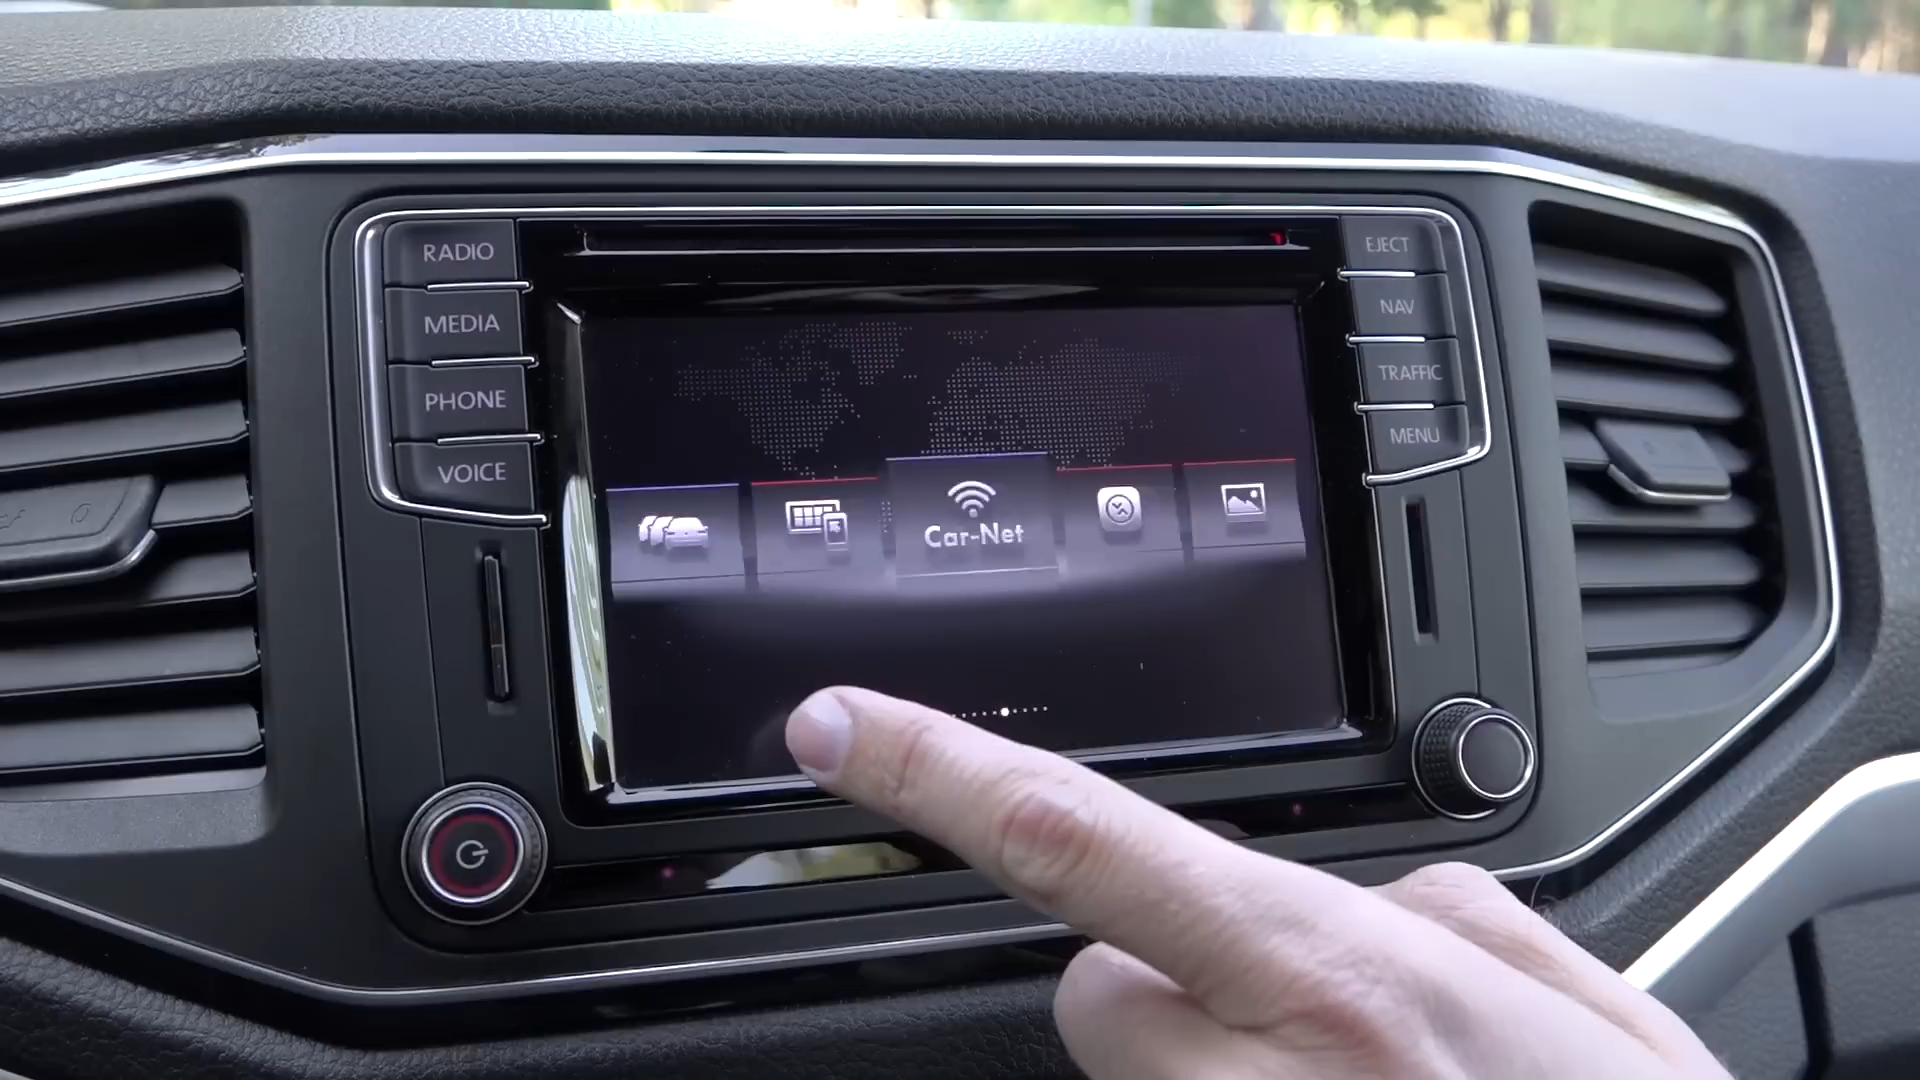 RADIO
MEDIA
PHONE
VOICE
EJECT
NAV
TRAFFIC
MENU
Car-Net